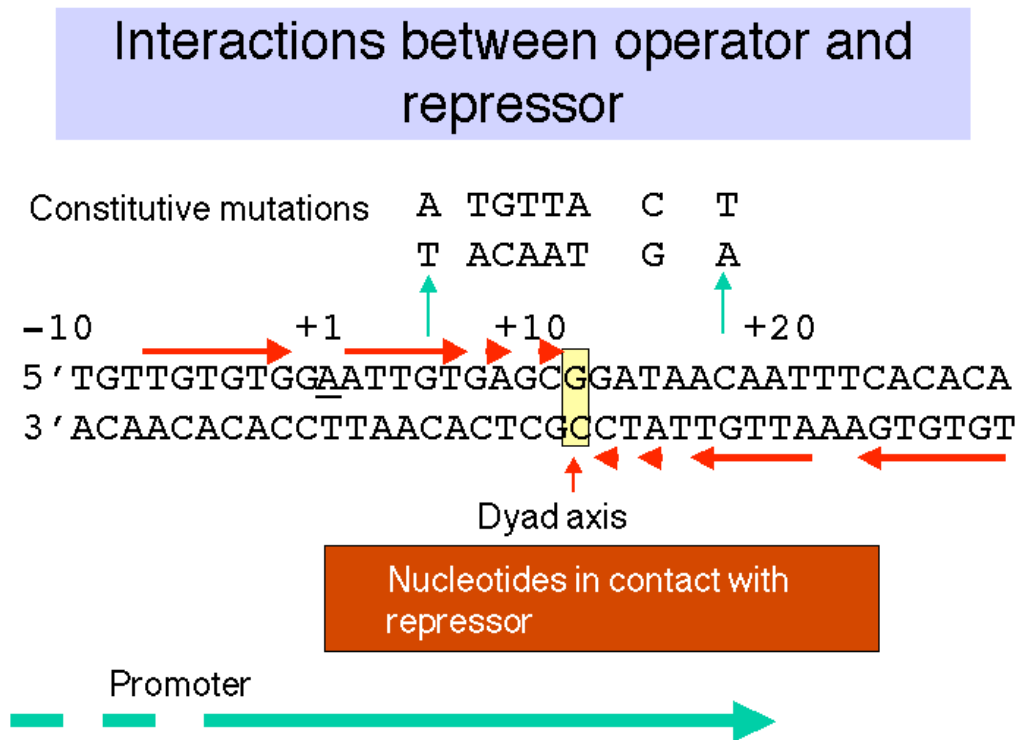 Interactions between operator and
repressor
Constitutive mutations A TGTTA C T
T ACAAT G A
-10 +1 +10 +20
5'TGTTGTGTGGAATTGTGAGCGGATAACAATTTCACACA
3'ACAACACACCTTAACACTCGCCTATTGTTAAAGTGTGT
Dyad axis
Nucleotides in contact with
repressor
Promoter